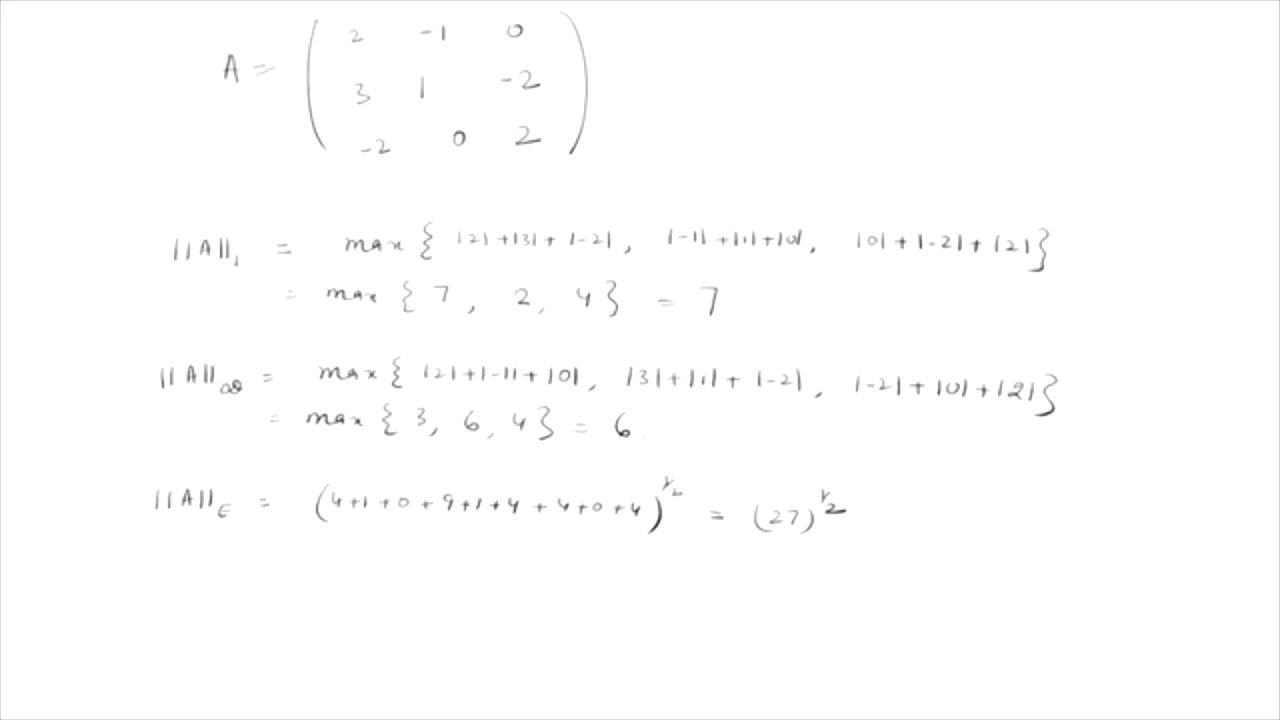 A = ( 2 -1 0
3 1 -2
-2 0 2 )
||A||₁ = max { |2| + |3| + |-2| , |-1| + |1| + |0| , |0| + |-2| + |2| }
= max { 7 , 2 , 4 } = 7
||A||∞ = max { |2| + |-1| + |0| , |3| + |1| + |-2| , |-2| + |0| + |2| }
= max { 3 , 6 , 4 } = 6
||A||_E = ( 4+1+0+9+1+4+4+0+4 )^{1/2} = (27)^{1/2}